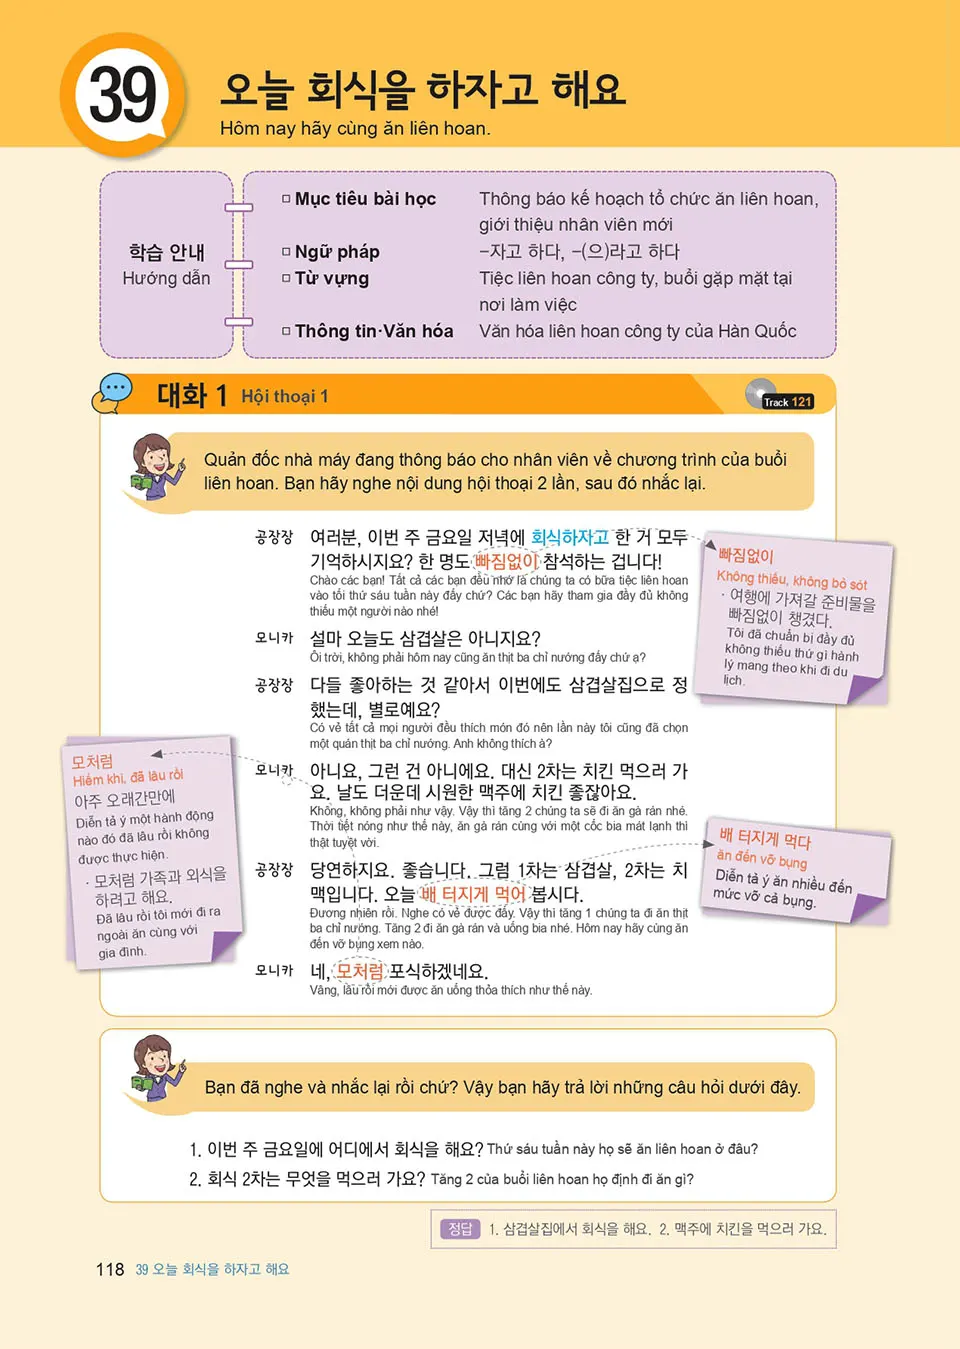 39
오늘 회식을 하자고 해요
Hôm nay hãy cùng ăn liên hoan.
학습 안내
Hướng dẫn
□ Mục tiêu bài học Thông báo kế hoạch tổ chức ăn liên hoan,
giới thiệu nhân viên mới
□ Ngữ pháp -자고 하다, -(으)라고 하다
□ Từ vựng Tiệc liên hoan công ty, buổi gặp mặt tại
nơi làm việc
□ Thông tin·Văn hóa Văn hóa liên hoan công ty của Hàn Quốc
대화 1 Hội thoại 1
Track 121
Quản đốc nhà máy đang thông báo cho nhân viên về chương trình của buổi
liên hoan. Bạn hãy nghe nội dung hội thoại 2 lần, sau đó nhắc lại.
공장장 여러분, 이번 주 금요일 저녁에 회식하자고 한 거 모두
기억하시지요? 한 명도 빠짐없이 참석하는 겁니다!
Chào các bạn! Tất cả các bạn đều nhớ là chúng ta có bữa tiệc liên hoan
vào tối thứ sáu tuần này đấy chứ? Các bạn hãy tham gia đầy đủ không
thiếu một người nào nhé!
모니카 설마 오늘도 삼겹살은 아니지요?
Ôi trời, không phải hôm nay cũng ăn thịt ba chỉ nướng đấy chứ ạ?
공장장 다들 좋아하는 것 같아서 이번에도 삼겹살집으로 정
했는데, 별로예요?
Có vẻ tất cả mọi người đều thích món đó nên lần này tôi cũng đã chọn
một quán thịt ba chỉ nướng. Anh không thích à?
모니카 아니요, 그런 건 아니에요. 대신 2차는 치킨 먹으러 가
요. 날도 더운데 시원한 맥주에 치킨 좋잖아요.
Không, không phải như vậy. Vậy thì tăng 2 chúng ta sẽ đi ăn gà rán nhé.
Thời tiết nóng như thế này, ăn gà rán cùng với một cốc bia mát lạnh thì
thật tuyệt vời.
공장장 당연하지요. 좋습니다. 그럼 1차는 삼겹살, 2차는 치
맥입니다. 오늘 배 터지게 먹어 봅시다.
Đương nhiên rồi. Nghe có vẻ được đấy. Vậy thì tăng 1 chúng ta đi ăn thịt
ba chỉ nướng. Tăng 2 đi ăn gà rán và uống bia nhé. Hôm nay hãy cùng ăn
đến vỡ bụng xem nào.
모니카 네, 모처럼 포식하겠네요.
Vâng, lâu rồi mới được ăn uống thỏa thích như thế này.
빠짐없이
Không thiếu, không bỏ sót
· 여행에 가져갈 준비물을
빠짐없이 챙겼다.
Tôi đã chuẩn bị đầy đủ
không thiếu thứ gì hành
lý mang theo khi đi du
lịch.
모처럼
Hiếm khi, đã lâu rồi
아주 오래간만에
Diễn tả ý một hành động
nào đó đã lâu rồi không
được thực hiện.
· 모처럼 가족과 외식을
하려고 해요.
Đã lâu rồi tôi mới đi ra
ngoài ăn cùng với
gia đình.
배 터지게 먹다
ăn đến vỡ bụng
Diễn tả ý ăn nhiều đến
mức vỡ cả bụng.
Bạn đã nghe và nhắc lại rồi chứ? Vậy bạn hãy trả lời những câu hỏi dưới đây.
1. 이번 주 금요일에 어디에서 회식을 해요? Thứ sáu tuần này họ sẽ ăn liên hoan ở đâu?
2. 회식 2차는 무엇을 먹으러 가요? Tăng 2 của buổi liên hoan họ định đi ăn gì?
정답 1. 삼겹살집에서 회식을 해요. 2. 맥주에 치킨을 먹으러 가요.
118 39 오늘 회식을 하자고 해요